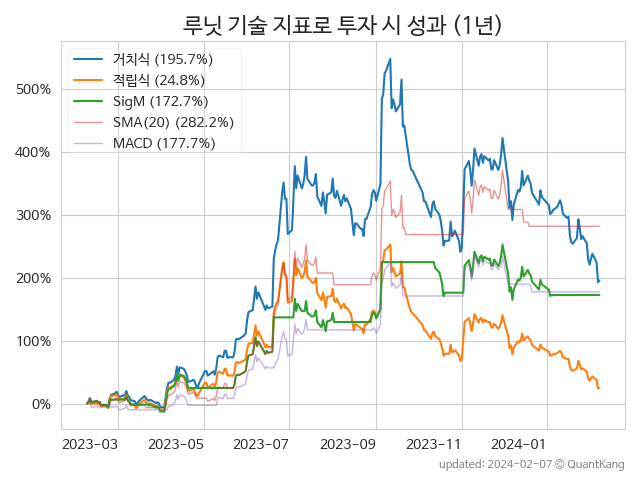 루닛 기술 지표로 투자 시 성과 (1년)
거치식 (195.7%)
적립식 (24.8%)
SigM (172.7%)
SMA(20) (282.2%)
MACD (177.7%)
500%
400%
300%
200%
100%
0%
2023-03 2023-05 2023-07 2023-09 2023-11 2024-01
updated: 2024-02-07 © QuantKang